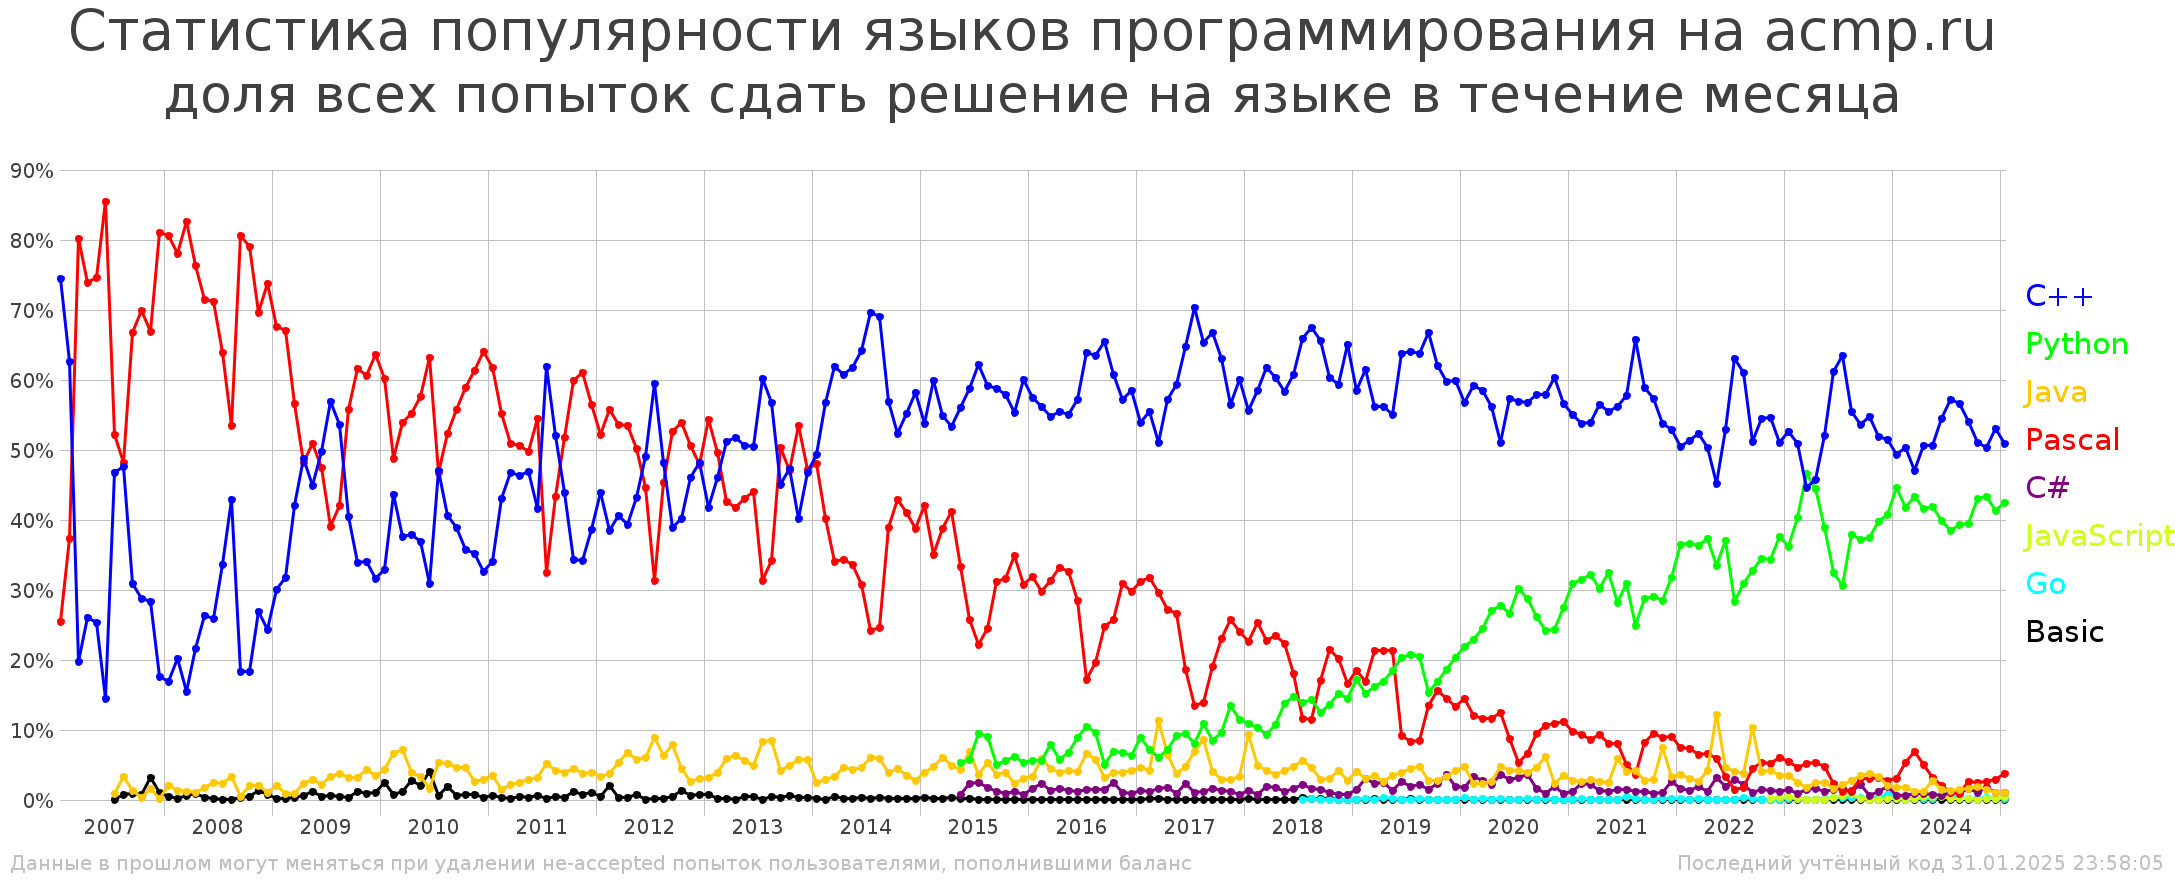 Статистика популярности языков программирования на acmp.ru
доля всех попыток сдать решение на языке в течение месяца
90%
80%
70%
60%
50%
40%
30%
20%
10%
0%
C++
Python
Java
Pascal
C#
JavaScript
Go
Basic
2007 2008 2009 2010 2011 2012 2013 2014 2015 2016 2017 2018 2019 2020 2021 2022 2023 2024
Данные в прошлом могут меняться при удалении не-accepted попыток пользователями, пополнившими баланс
Последний учтённый код 31.01.2025 23:58:05